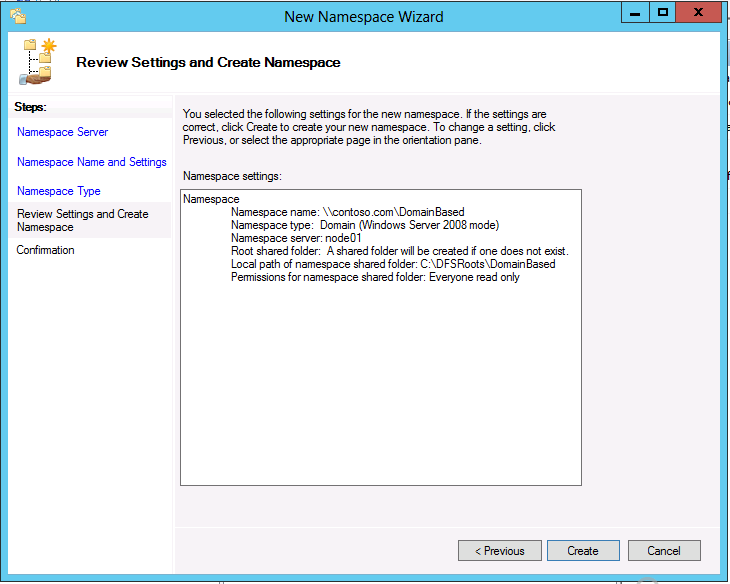 New Namespace Wizard
Review Settings and Create Namespace
Steps:
Namespace Server
Namespace Name and Settings
Namespace Type
Review Settings and Create
Namespace
Confirmation
You selected the following settings for the new namespace. If the settings are
correct, click Create to create your new namespace. To change a setting, click
Previous, or select the appropriate page in the orientation pane.
Namespace settings:
Namespace
Namespace name: \\contoso.com\DomainBased
Namespace type:  Domain (Windows Server 2008 mode)
Namespace server: node01
Root shared folder:  A shared folder will be created if one does not exist.
Local path of namespace shared folder: C:\DFSRoots\DomainBased
Permissions for namespace shared folder: Everyone read only
< Previous
Create
Cancel